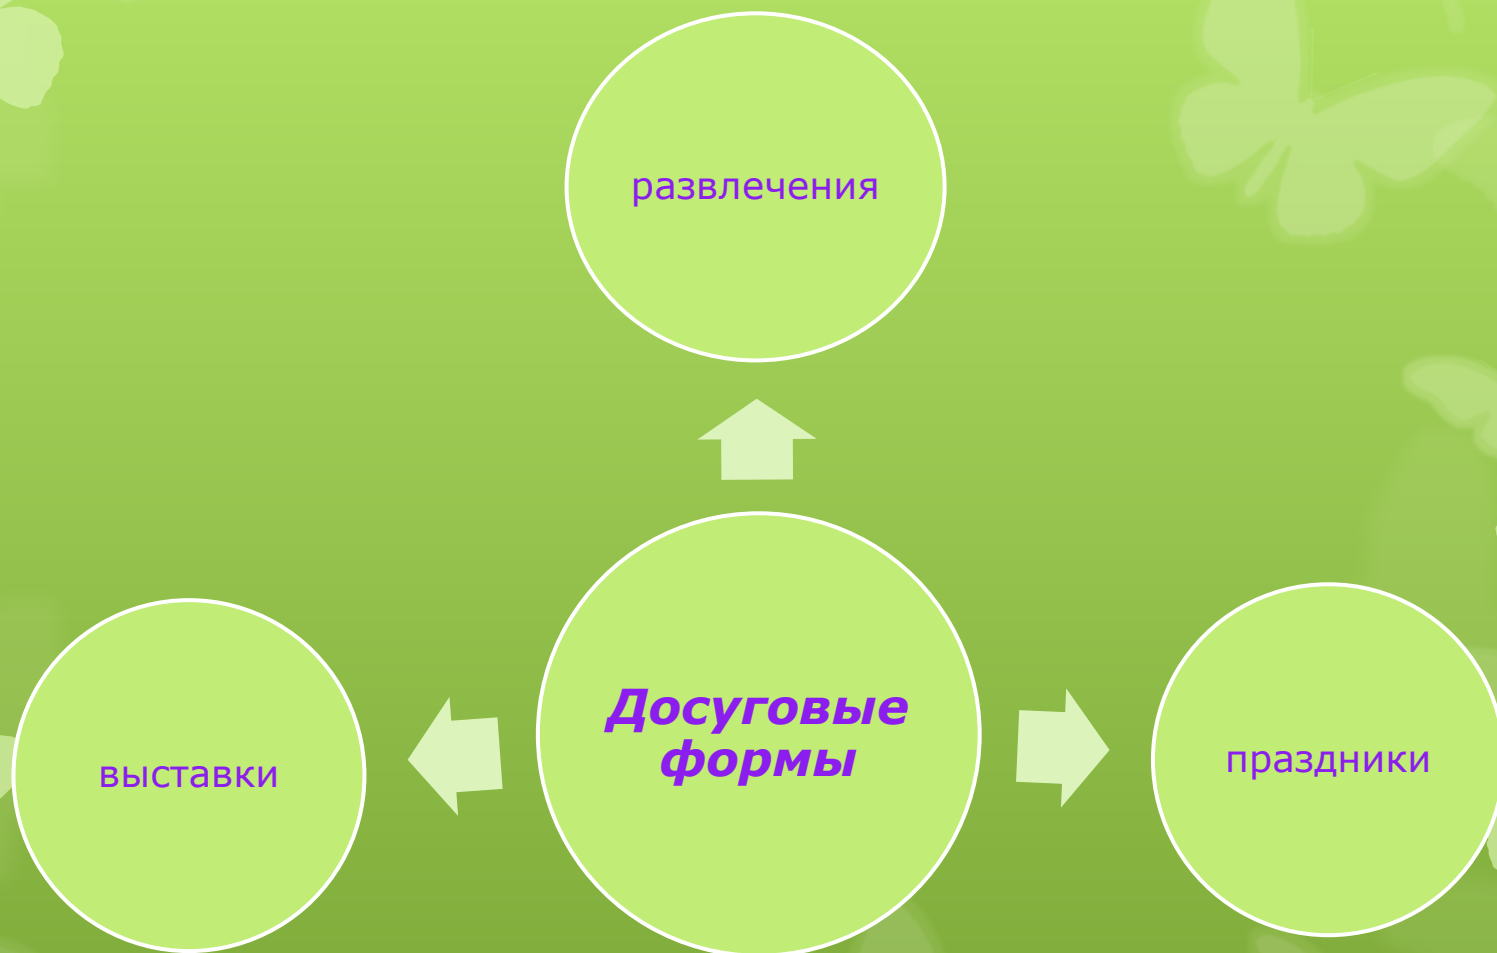 развлечения
Досуговые
формы
выставки
праздники